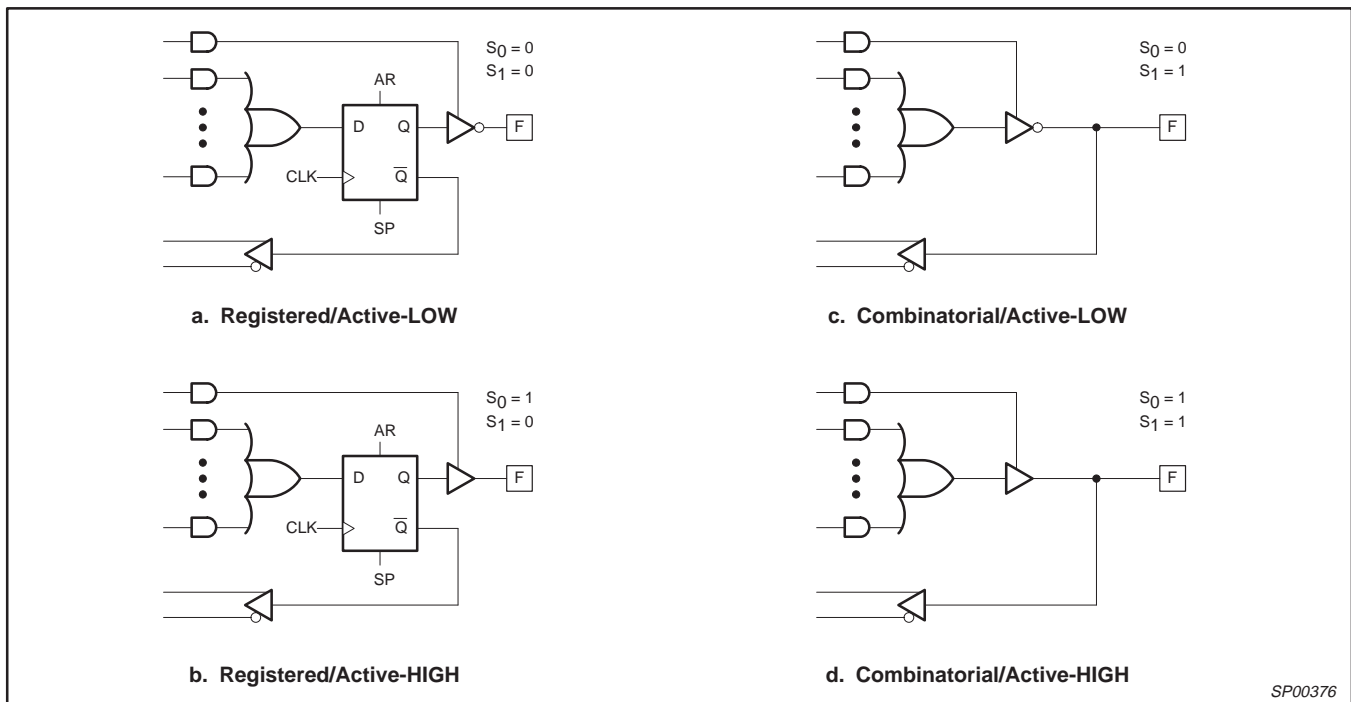 S0 = 0
S1 = 0
AR
D Q
F
CLK
Q̅
SP
a. Registered/Active-LOW
S0 = 0
S1 = 1
F
c. Combinatorial/Active-LOW
S0 = 1
S1 = 0
AR
D Q
F
CLK
Q̅
SP
b. Registered/Active-HIGH
S0 = 1
S1 = 1
F
d. Combinatorial/Active-HIGH
SP00376